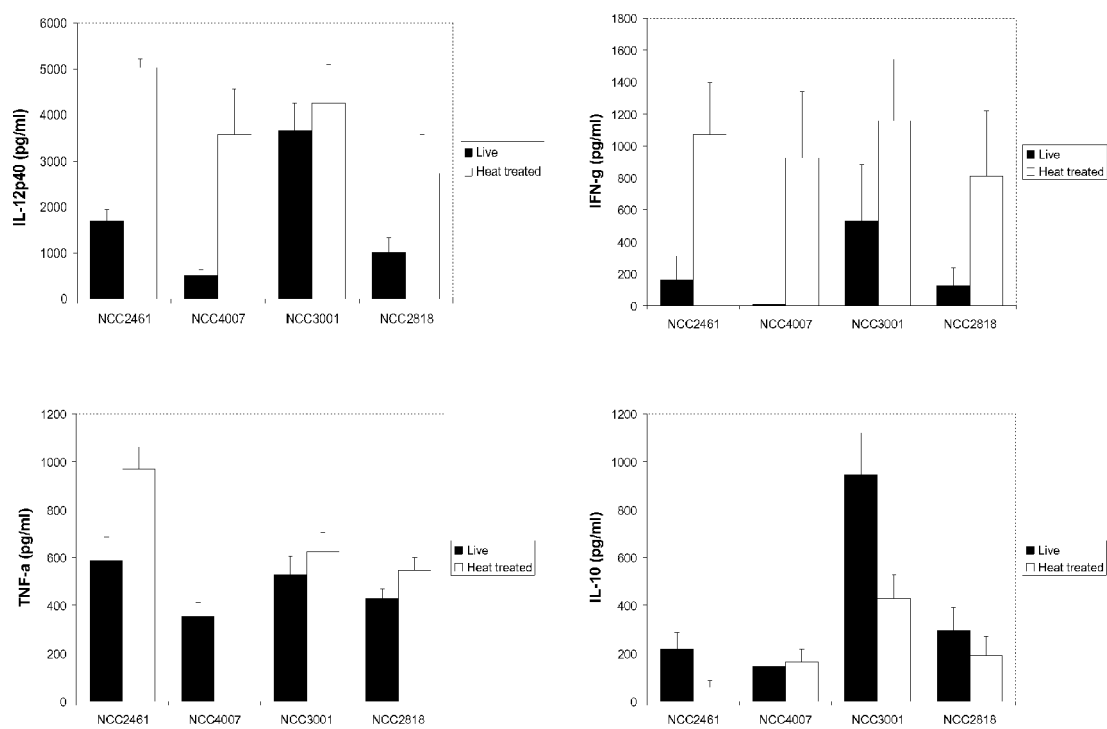 6000
5000
4000
3000
2000
1000
0
IL-12p40 (pg/ml)
NCC2461 NCC4007 NCC3001 NCC2818
Live
Heat treated
1800
1600
1400
1200
1000
800
600
400
200
0
IFN-g (pg/ml)
NCC2461 NCC4007 NCC3001 NCC2818
Live
Heat treated
1200
1000
800
600
400
200
0
TNF-a (pg/ml)
NCC2461 NCC4007 NCC3001 NCC2818
Live
Heat treated
1200
1000
800
600
400
200
0
IL-10 (pg/ml)
NCC2461 NCC4007 NCC3001 NCC2818
Live
Heat treated